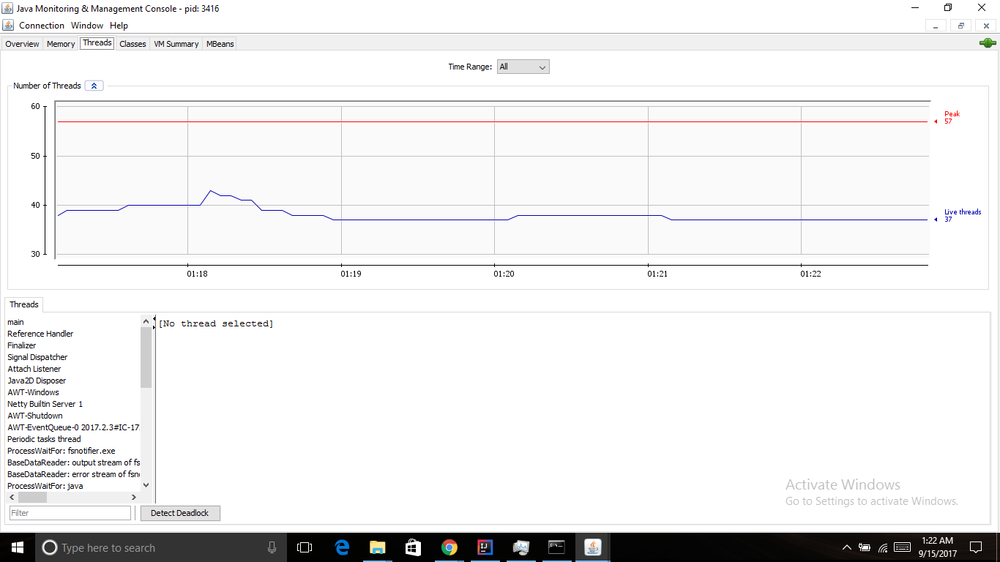 Java Monitoring & Management Console - pid: 3416
Connection Window Help
Overview Memory Threads Classes VM Summary MBeans
Time Range: All
Number of Threads
60
50
40
30
Peak
57
Live threads
37
01:18 01:19 01:20 01:21 01:22
Threads
main
Reference Handler
Finalizer
Signal Dispatcher
Attach Listener
Java2D Disposer
AWT-Windows
Netty Builtin Server 1
AWT-Shutdown
AWT-EventQueue-0 2017.2.3#IC-17
Periodic tasks thread
ProcessWaitFor: fsnotifier.exe
BaseDataReader: output stream of fs
BaseDataReader: error stream of fsn
ProcessWaitFor: java
[No thread selected]
Filter
Detect Deadlock
Activate Windows
Go to Settings to activate Windows.
Type here to search
1:22 AM
9/15/2017